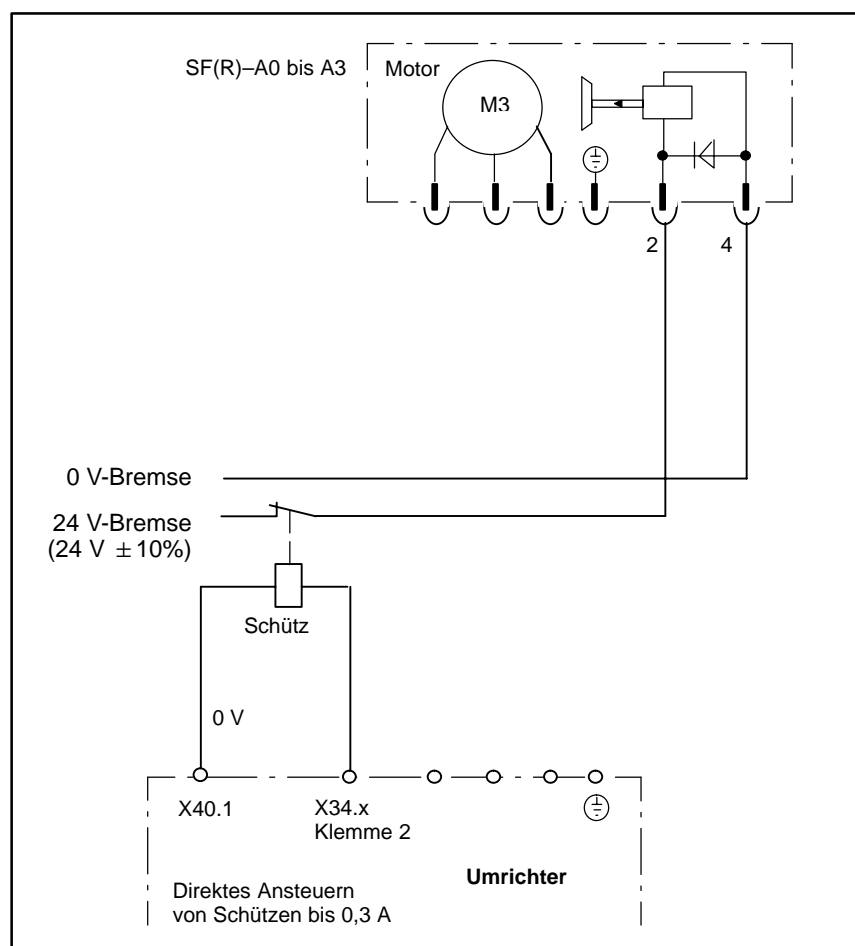 SF(R)–A0 bis A3
Motor
M3
2
4
0 V-Bremse
24 V-Bremse
(24 V ± 10%)
Schütz
0 V
X40.1
X34.x
Klemme 2
Umrichter
Direktes Ansteuern
von Schützen bis 0,3 A